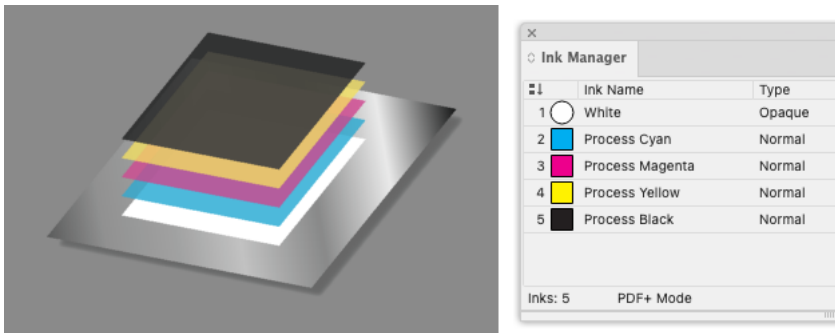 Ink Manager
Ink Name Type
1 White Opaque
2 Process Cyan Normal
3 Process Magenta Normal
4 Process Yellow Normal
5 Process Black Normal
Inks: 5 PDF+ Mode